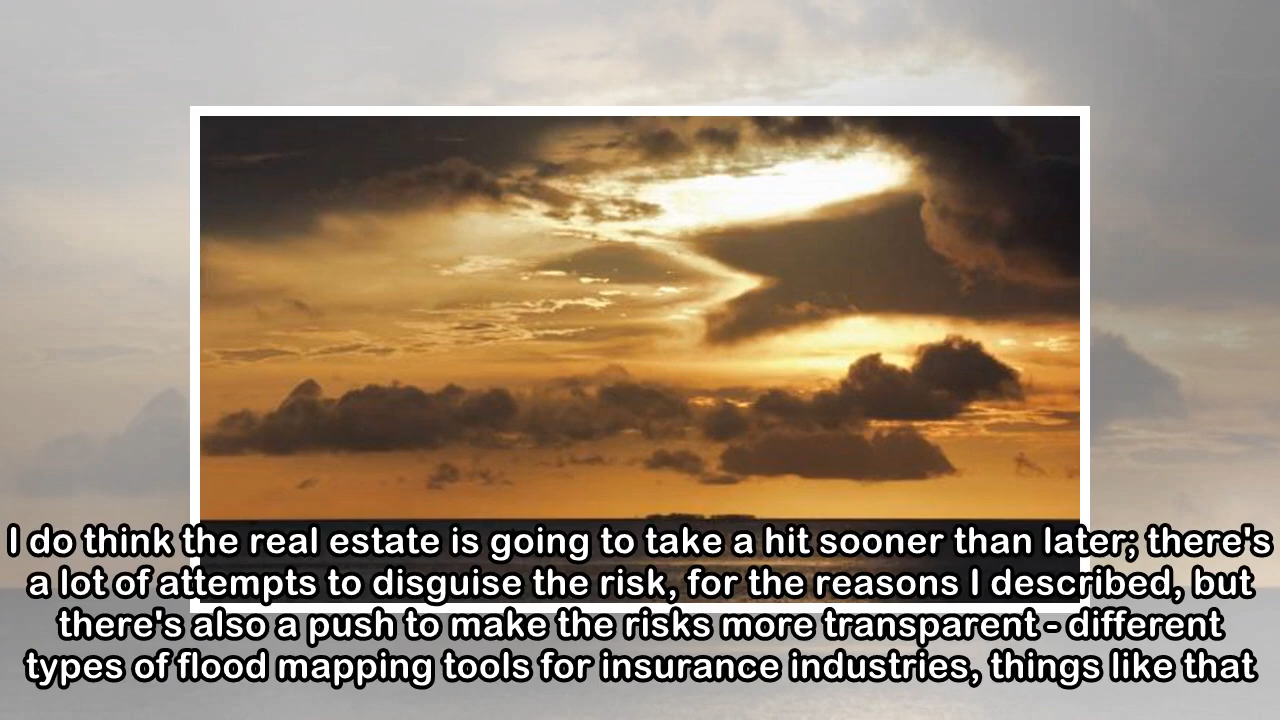 I do think the real estate is going to take a hit sooner than later; there's
a lot of attempts to disguise the risk, for the reasons I described, but
there's also a push to make the risks more transparent - different
types of flood mapping tools for insurance industries, things like that